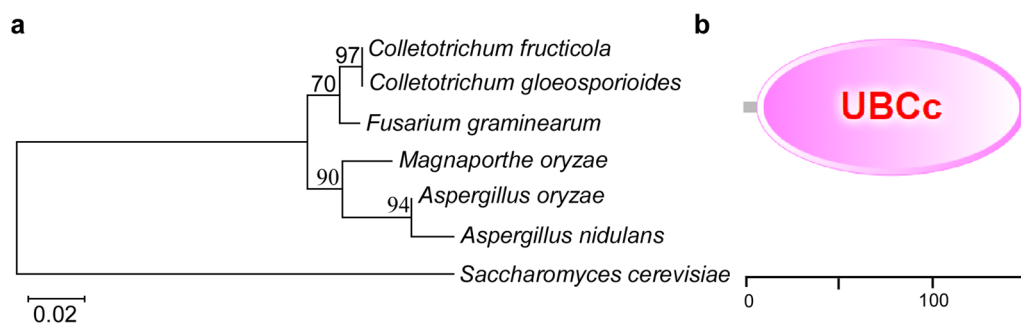 a
97
Colletotrichum fructicola
Colletotrichum gloeosporioides
70
Fusarium graminearum
Magnaporthe oryzae
90
Aspergillus oryzae
94
Aspergillus nidulans
Saccharomyces cerevisiae
0.02
b
UBCc
0
100